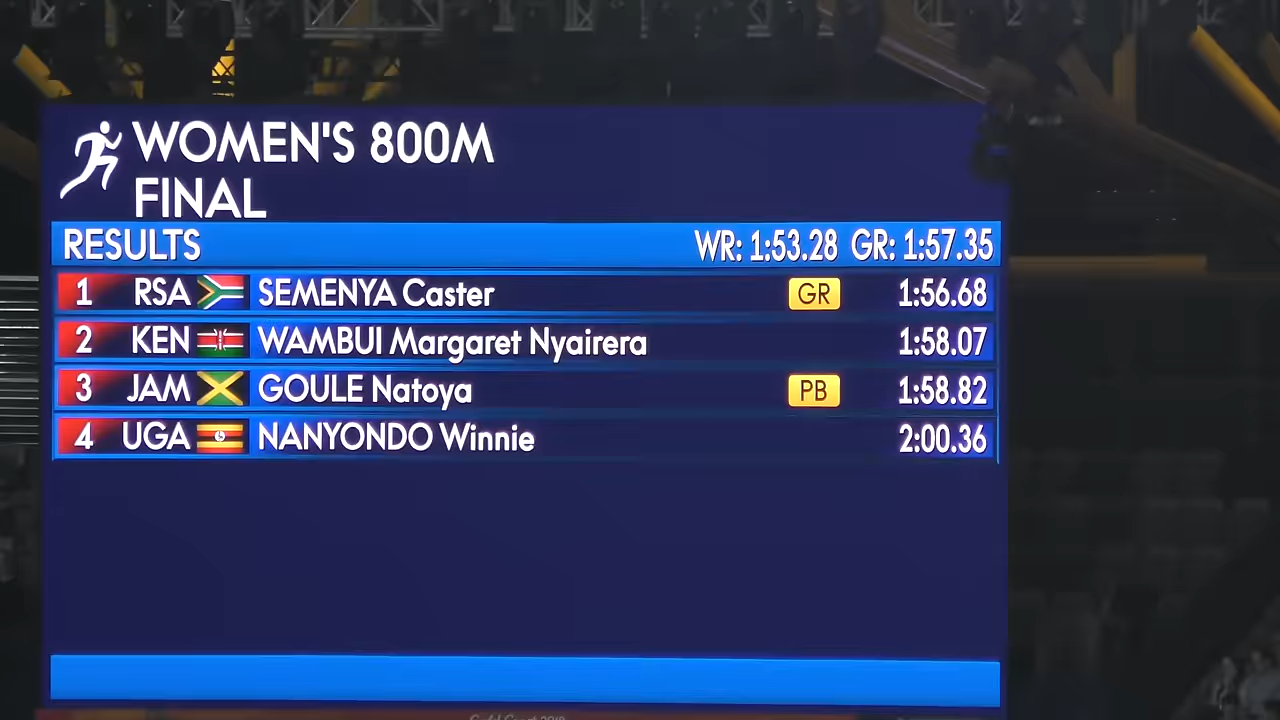 WOMEN'S 800M
FINAL
RESULTS WR: 1:53.28 GR: 1:57.35
1 RSA SEMENYA Caster GR 1:56.68
2 KEN WAMBUI Margaret Nyairera 1:58.07
3 JAM GOULE Natoya PB 1:58.82
4 UGA NANYONDO Winnie 2:00.36